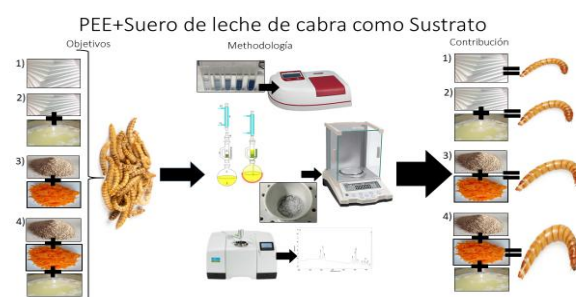 PEE+Suero de leche de cabra como Sustrato
Objetivos
Methodología
Contribución
1)
2)
3)
4)
1)
2)
3)
4)